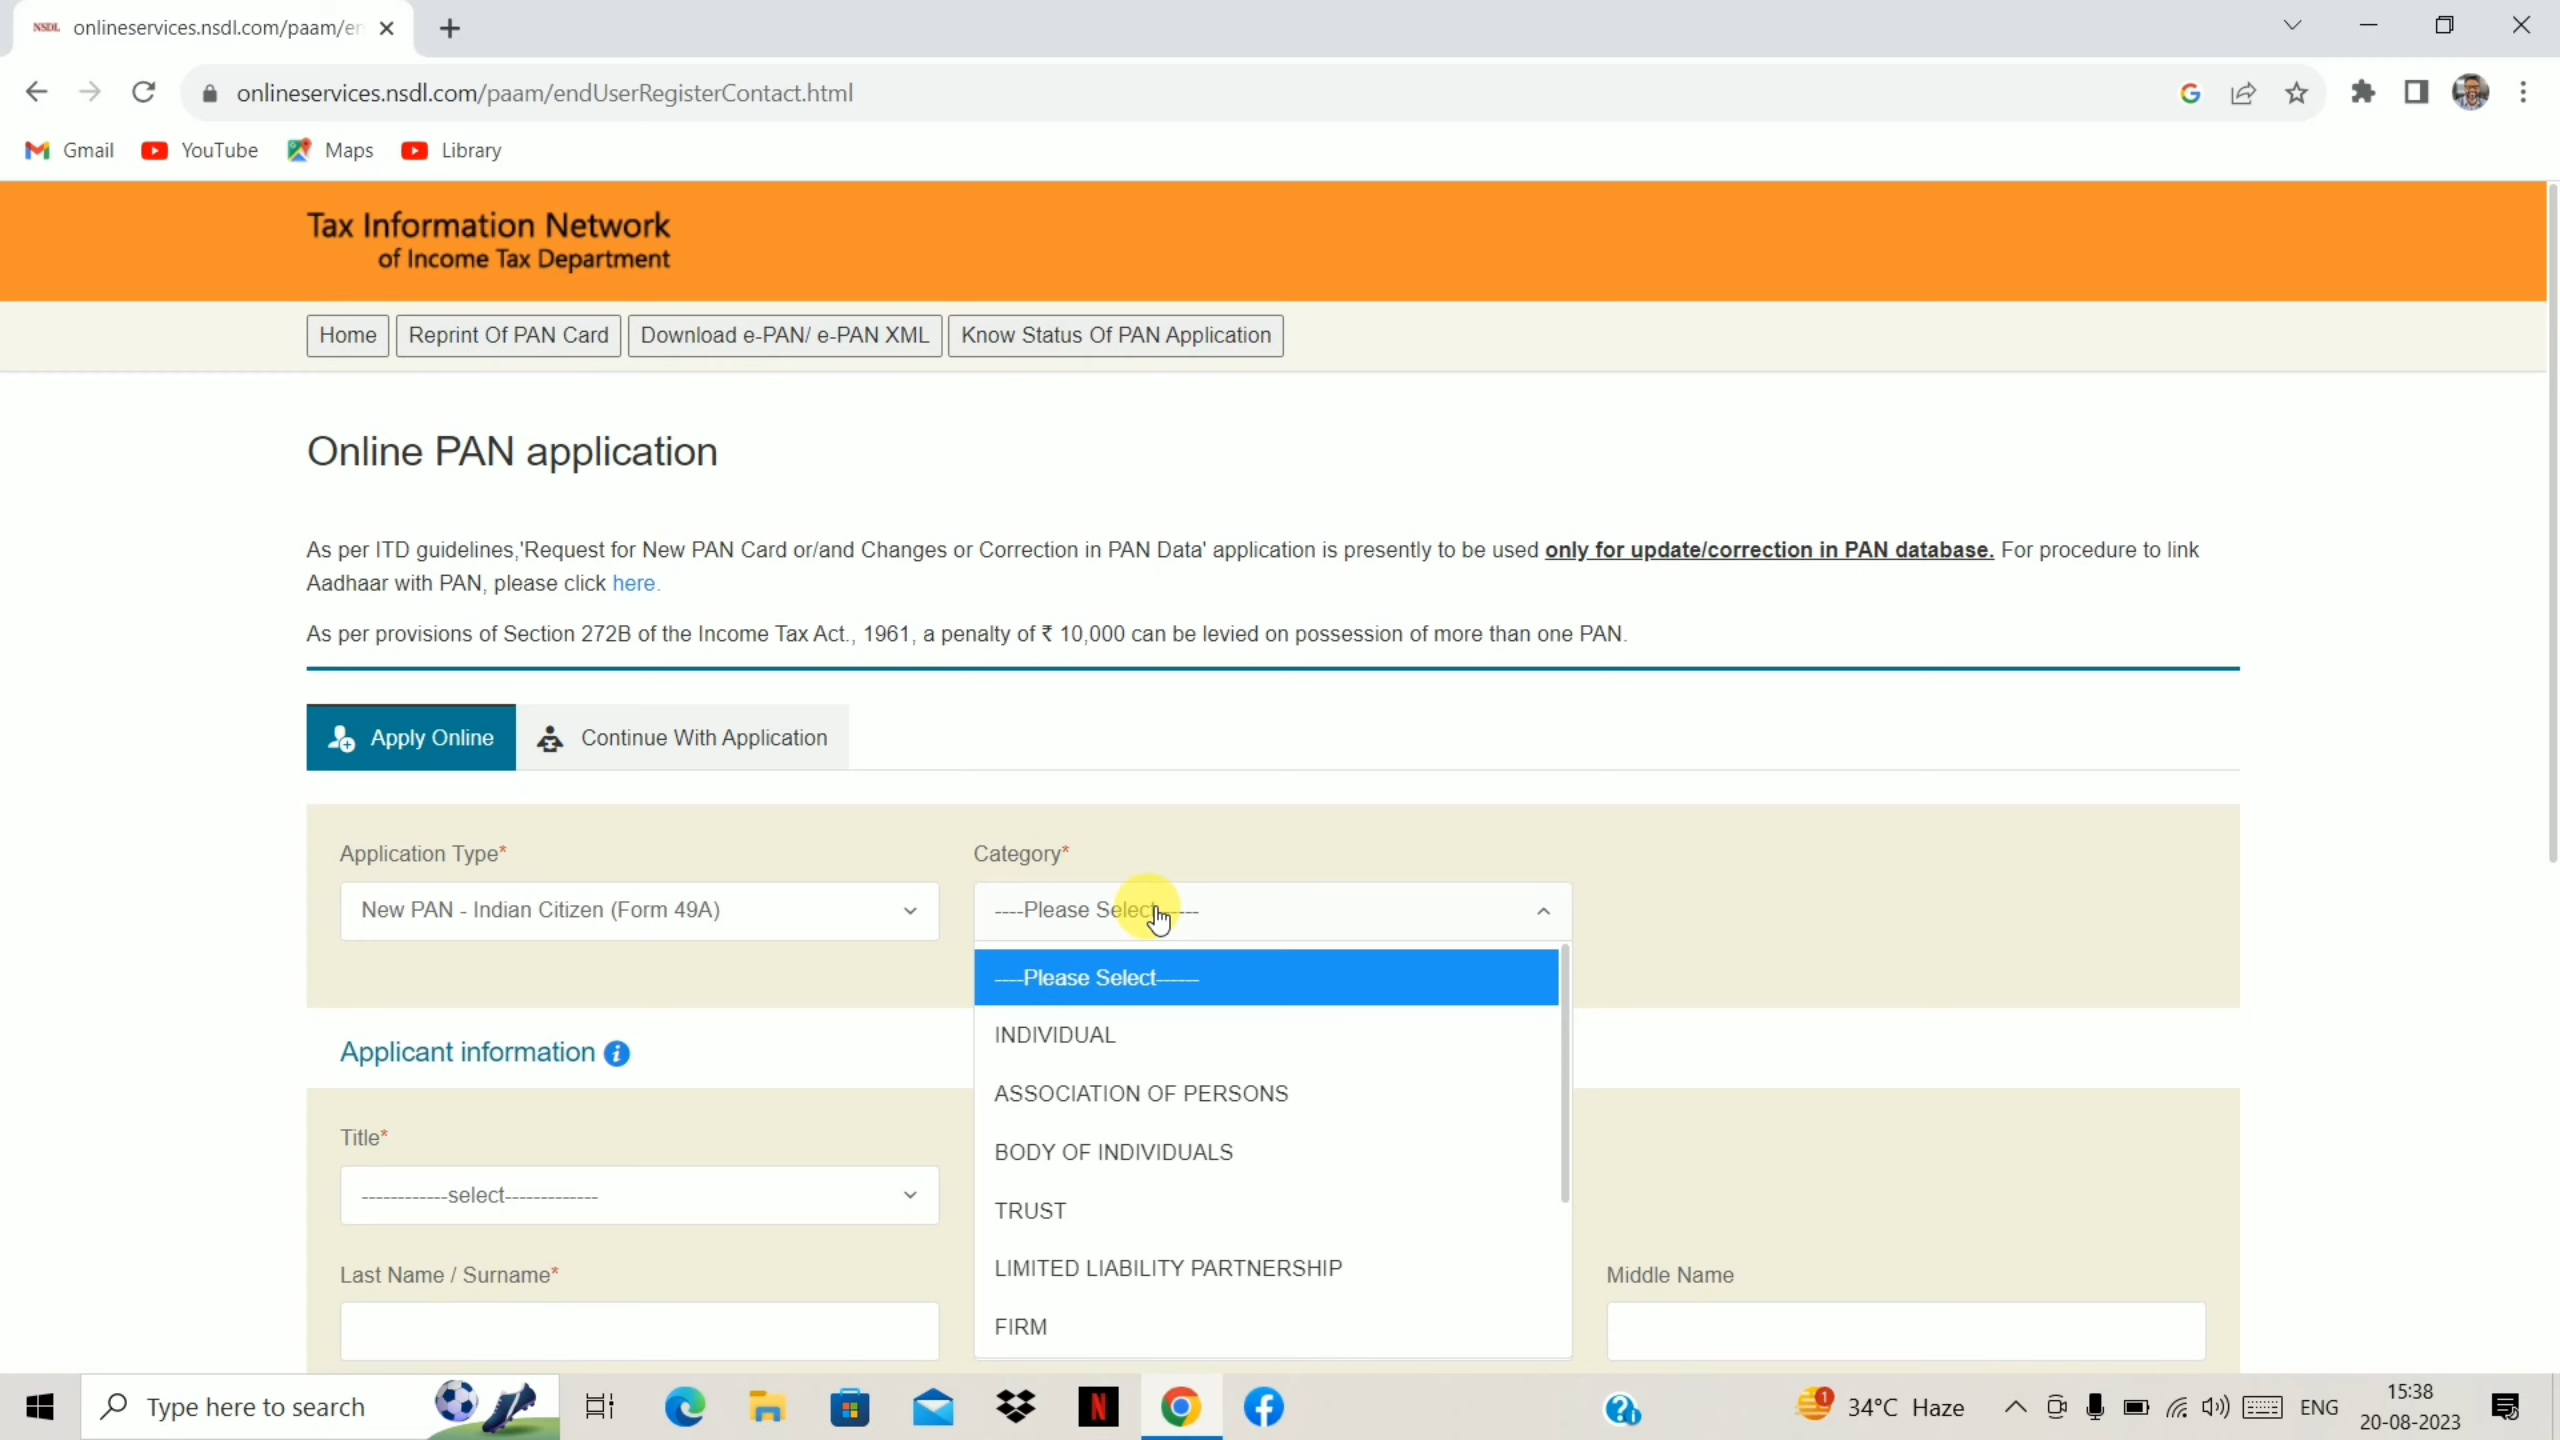 NSDL onlineservices.nsdl.com/paam/en
onlineservices.nsdl.com/paam/endUserRegisterContact.html
Gmail YouTube Maps Library
Tax Information Network
of Income Tax Department
Home Reprint Of PAN Card Download e-PAN/ e-PAN XML Know Status Of PAN Application
Online PAN application
As per ITD guidelines,'Request for New PAN Card or/and Changes or Correction in PAN Data' application is presently to be used only for update/correction in PAN database. For procedure to link
Aadhaar with PAN, please click here.
As per provisions of Section 272B of the Income Tax Act., 1961, a penalty of ₹ 10,000 can be levied on possession of more than one PAN.
Apply Online Continue With Application
Application Type* Category*
New PAN - Indian Citizen (Form 49A) ----Please Select------
----Please Select------
INDIVIDUAL
Applicant information i
ASSOCIATION OF PERSONS
Title*
BODY OF INDIVIDUALS
------------select-------------
TRUST
LIMITED LIABILITY PARTNERSHIP
Last Name / Surname* Middle Name
FIRM
Type here to search 1 34°C Haze ENG 15:38
20-08-2023